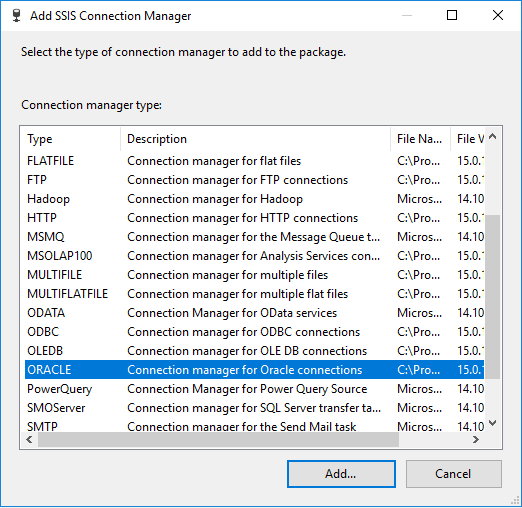 Add SSIS Connection Manager
Select the type of connection manager to add to the package.
Connection manager type:
Type Description File Na... File V
FLATFILE Connection manager for flat files C:\Pro... 15.0.1
FTP Connection manager for FTP connections C:\Pro... 15.0.1
Hadoop Connection manager for Hadoop Micros... 14.10
HTTP Connection manager for HTTP connections C:\Pro... 15.0.1
MSMQ Connection manager for the Message Queue t... Micros... 14.10
MSOLAP100 Connection manager for Analysis Services con... C:\Pro... 15.0.1
MULTIFILE Connection manager for multiple files C:\Pro... 15.0.1
MULTIFLATFILE Connection manager for multiple flat files C:\Pro... 15.0.1
ODATA Connection manager for OData services Micros... 14.10
ODBC Connection manager for ODBC connections C:\Pro... 15.0.1
OLEDB Connection manager for OLE DB connections C:\Pro... 15.0.1
ORACLE Connection manager for Oracle connections C:\Pro... 15.0.1
PowerQuery Connection Manager for Power Query Source Micros... 14.10
SMOServer Connection manager for SQL Server transfer ta... Micros... 14.10
SMTP Connection manager for the Send Mail task Micros... 14.10
Add... Cancel